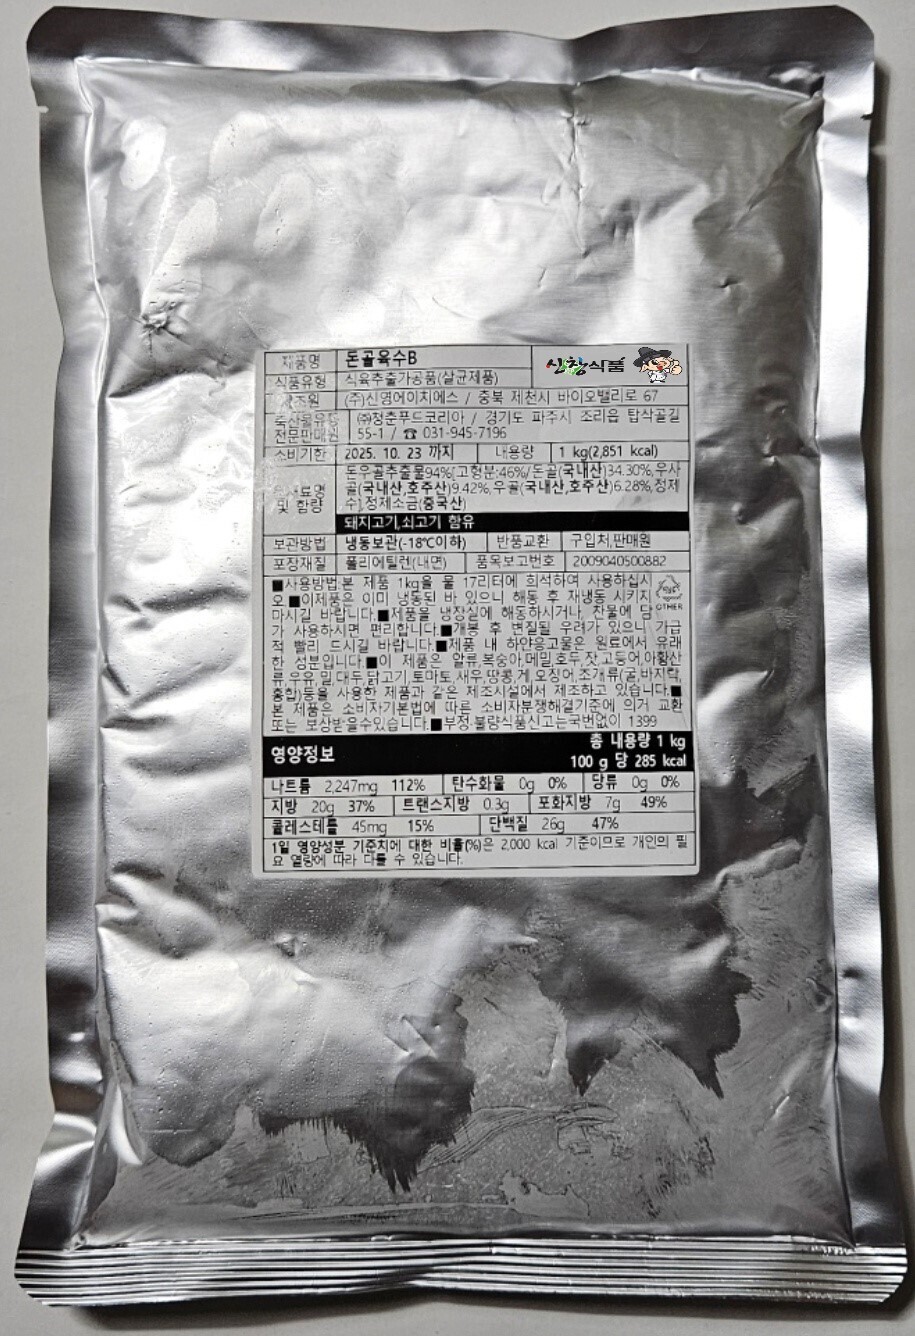 제품명 돈골육수B 싱창식품
식품유형 식육추출가공품(살균제품)
제조원 (주)신영에이치에스 / 충북 제천시 바이오밸리로 67
축산물유통전문판매원 ㈜청춘푸드코리아 / 경기도 파주시 조리읍 탑삭골길
55-1 / ☎ 031-945-7196
소비기한 2025. 10. 23 까지 내용량 1 kg(2,851 kcal)
원재료명 및 함량 돈우골추출물94%[고형분:46%/돈골(국내산)34.30%,우사
골(국내산,호주산)9.42%,우골(국내산,호주산)6.28%,정제
수],정제소금(중국산)
돼지고기,쇠고기 함유
보관방법 냉동보관(-18℃이하) 반품교환 구입처,판매원
포장재질 폴리에틸렌(내면) 품목보고번호 2009040500882
■사용방법:본 제품 1kg을 물 17리터에 희석하여 사용하십시
오.■이제품은 이미 냉동된 바 있으니 해동 후 재냉동 시키지
마시길 바랍니다.■제품을 냉장실에 해동하시거나, 찬물에 담
가 사용하시면 편리합니다.■개봉 후 변질될 우려가 있으니 가급
적 빨리 드시길 바랍니다.■제품 내 하얀응고물은 원료에서 유래
한 성분입니다.■이 제품은 알류,복숭아,메밀,호두,잣,고등어,아황산
류,우유,밀,대두,닭고기,토마토,새우,땅콩,게,오징어,조개류(굴,바지락,
홍합)등을 사용한 제품과 같은 제조시설에서 제조하고 있습니다.■
본 제품은 소비자기본법에 따른 소비자분쟁해결기준에 의거 교환
또는 보상받을수있습니다.■부정·불량식품신고는국번없이 1399
OTHER
영양정보 총 내용량 1 kg
100 g 당 285 kcal
나트륨 2,247mg 112% 탄수화물 0g 0% 당류 0g 0%
지방 20g 37% 트랜스지방 0.3g 포화지방 7g 49%
콜레스테롤 45mg 15% 단백질 26g 47%
1일 영양성분 기준치에 대한 비율(%)은 2,000 kcal 기준이므로 개인의 필
요 열량에 따라 다를 수 있습니다.